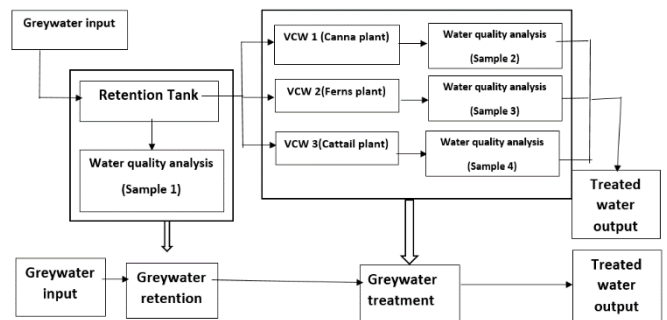 Greywater input
VCW 1 (Canna plant)
Water quality analysis
(Sample 2)
Retention Tank
VCW 2(Ferns plant)
Water quality analysis
(Sample 3)
VCW 3(Cattail plant)
Water quality analysis
(Sample 4)
Water quality analysis
(Sample 1)
Treated
water
output
Greywater
input
Greywater
retention
Greywater
treatment
Treated
water
output